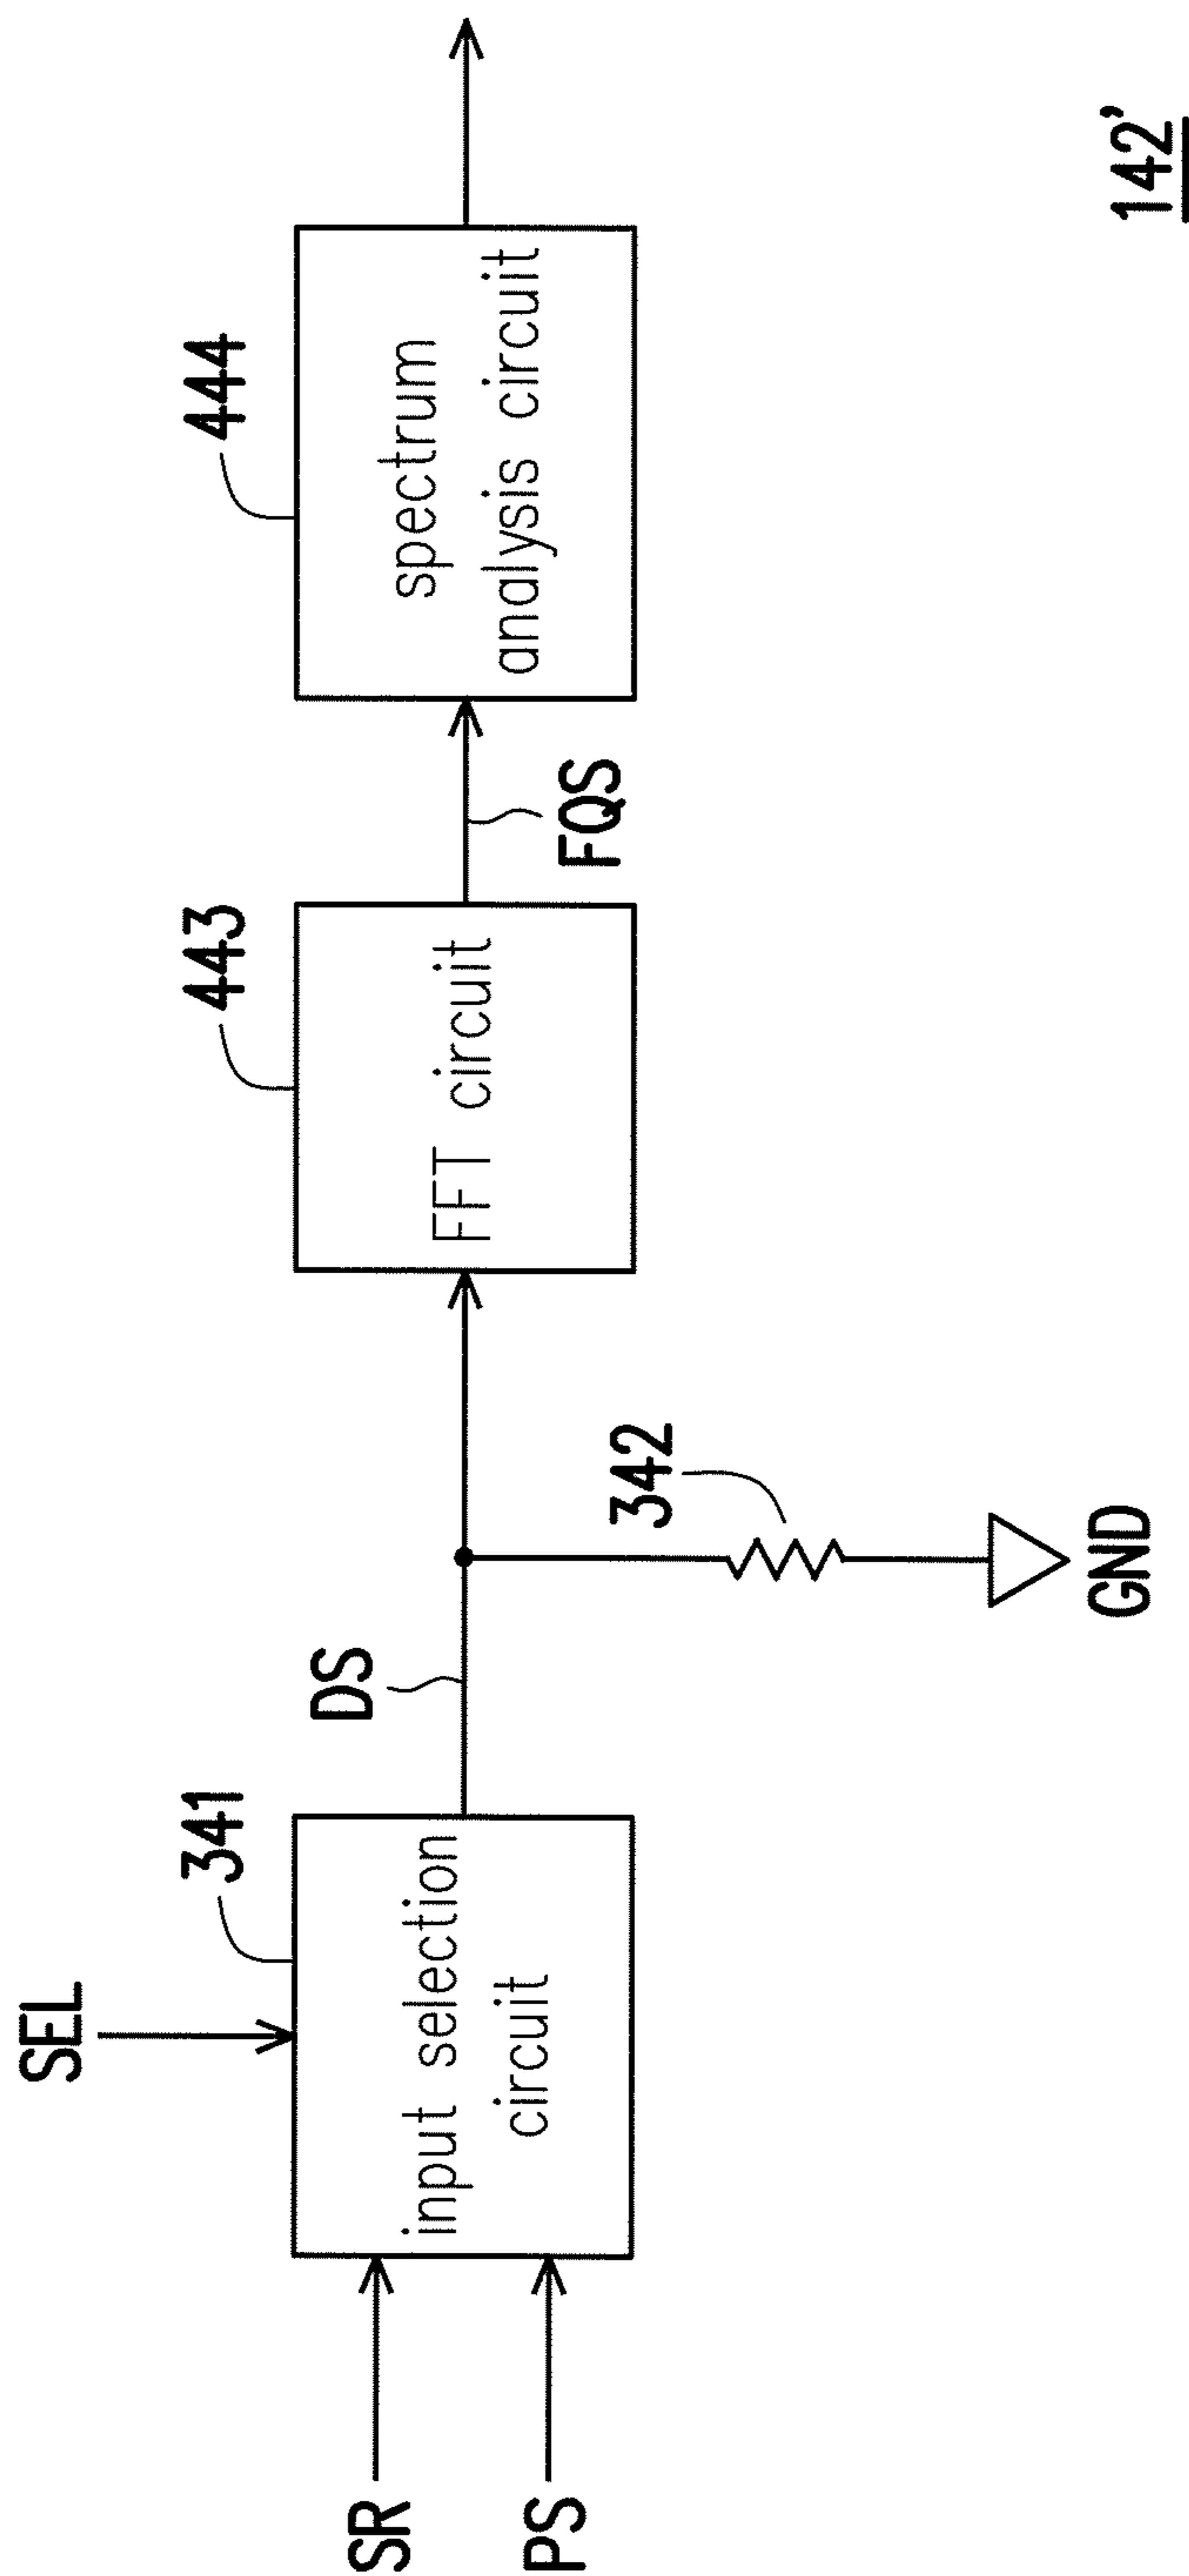 SEL
341
SR
PS
input selection
circuit
DS
342
GND
443
FFT circuit
FQS
444
spectrum
analysis circuit
142'